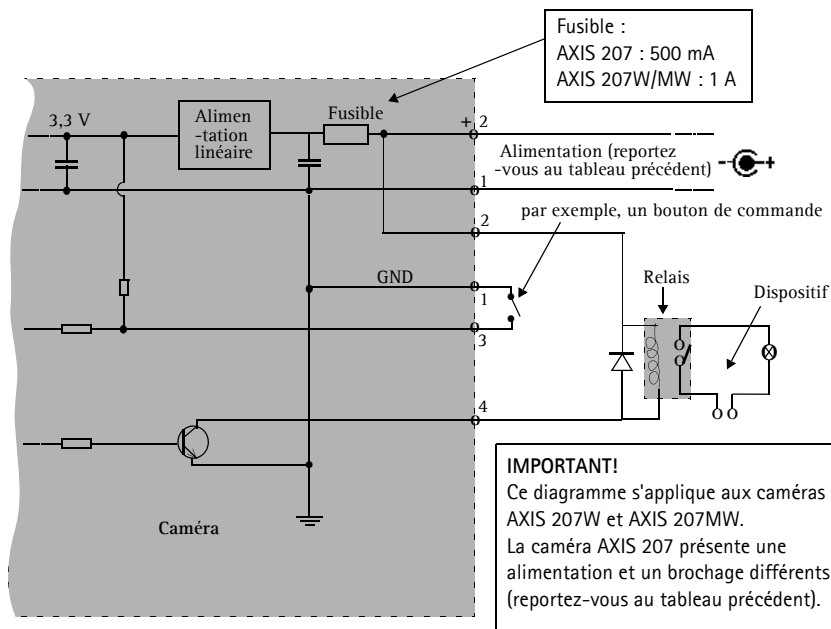 Fusible :
AXIS 207 : 500 mA
AXIS 207W/MW : 1 A
3,3 V
Alimen
-tation
linéaire
Fusible
+ 2
Alimentation (reportez
-vous au tableau précédent)
- +
1
2
par exemple, un bouton de commande
GND
1
Relais
Dispositif
3
4
Caméra
IMPORTANT!
Ce diagramme s'applique aux caméras
AXIS 207W et AXIS 207MW.
La caméra AXIS 207 présente une
alimentation et un brochage différents
(reportez-vous au tableau précédent).